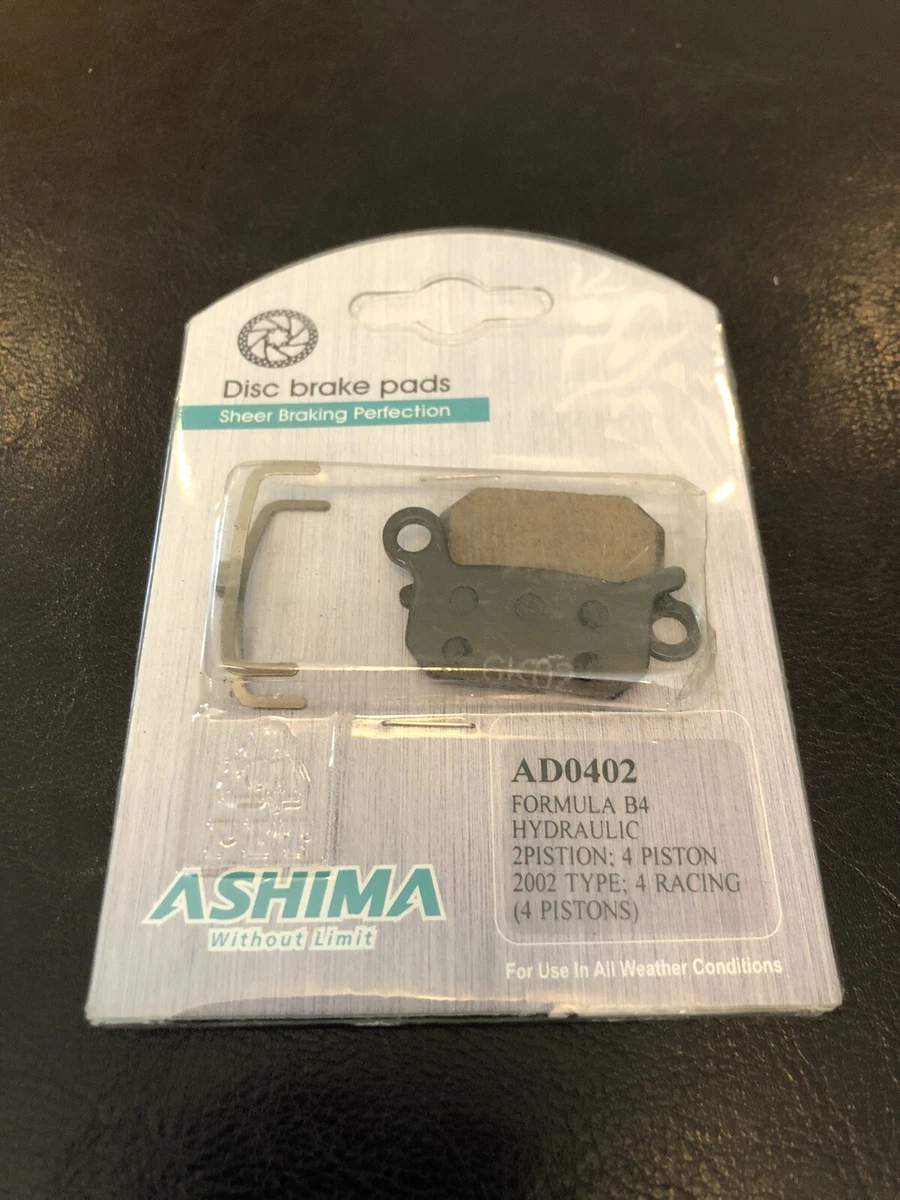 Disc brake pads
Sheer Braking Perfection
GK02
AD0402
FORMULA B4
HYDRAULIC
2PISTION; 4 PISTON
2002 TYPE; 4 RACING
(4 PISTONS)
ASHiMA
Without Limit
For Use In All Weather Conditions